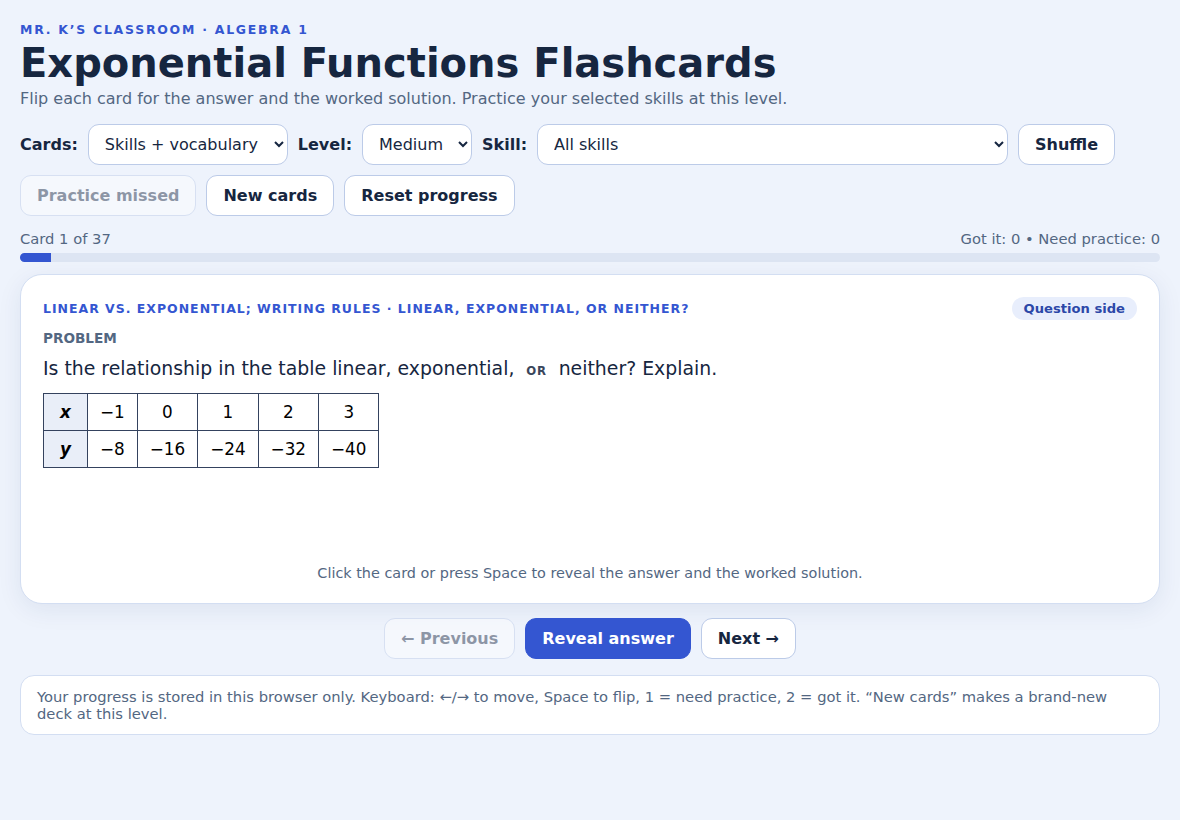 MR. K’S CLASSROOM · ALGEBRA 1
Exponential Functions Flashcards
Flip each card for the answer and the worked solution. Practice your selected skills at this level.
Cards: Skills + vocabulary Level: Medium Skill: All skills Shuffle
Practice missed New cards Reset progress
Card 1 of 37 Got it: 0 • Need practice: 0
LINEAR VS. EXPONENTIAL; WRITING RULES · LINEAR, EXPONENTIAL, OR NEITHER? Question side
PROBLEM
Is the relationship in the table linear, exponential, OR neither? Explain.
x −1 0 1 2 3
y −8 −16 −24 −32 −40
Click the card or press Space to reveal the answer and the worked solution.
← Previous Reveal answer Next →
Your progress is stored in this browser only. Keyboard: ←/→ to move, Space to flip, 1 = need practice, 2 = got it. “New cards” makes a brand-new
deck at this level.